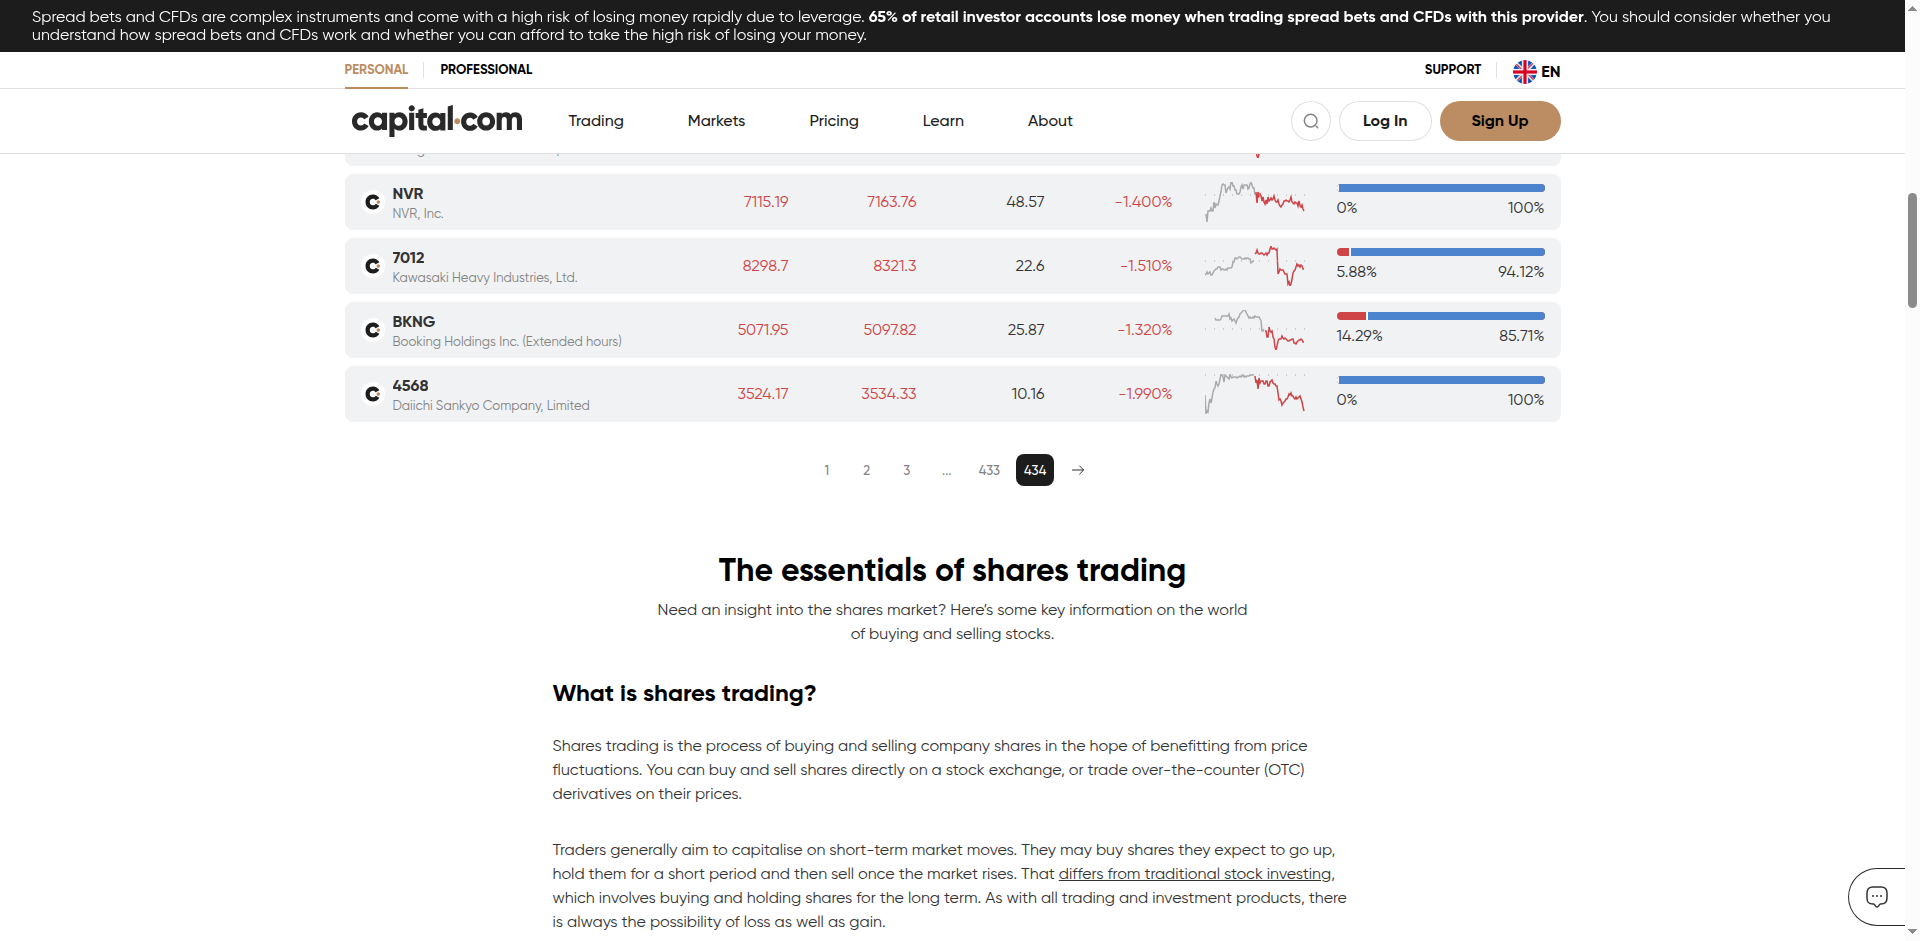 Spread bets and CFDs are complex instruments and come with a high risk of losing money rapidly due to leverage. 65% of retail investor accounts lose money when trading spread bets and CFDs with this provider. You should consider whether you
understand how spread bets and CFDs work and whether you can afford to take the high risk of losing your money.
PERSONAL PROFESSIONAL SUPPORT EN
capital.com Trading Markets Pricing Learn About Log In Sign Up
NVR
NVR, Inc.
7115.19 7163.76 48.57 -1.400%
0% 100%
7012
Kawasaki Heavy Industries, Ltd.
8298.7 8321.3 22.6 -1.510%
5.88% 94.12%
BKNG
Booking Holdings Inc. (Extended hours)
5071.95 5097.82 25.87 -1.320%
14.29% 85.71%
4568
Daiichi Sankyo Company, Limited
3524.17 3534.33 10.16 -1.990%
0% 100%
1 2 3 ... 433 434
The essentials of shares trading
Need an insight into the shares market? Here’s some key information on the world
of buying and selling stocks.
What is shares trading?
Shares trading is the process of buying and selling company shares in the hope of benefitting from price
fluctuations. You can buy and sell shares directly on a stock exchange, or trade over-the-counter (OTC)
derivatives on their prices.
Traders generally aim to capitalise on short-term market moves. They may buy shares they expect to go up,
hold them for a short period and then sell once the market rises. That differs from traditional stock investing,
which involves buying and holding shares for the long term. As with all trading and investment products, there
is always the possibility of loss as well as gain.